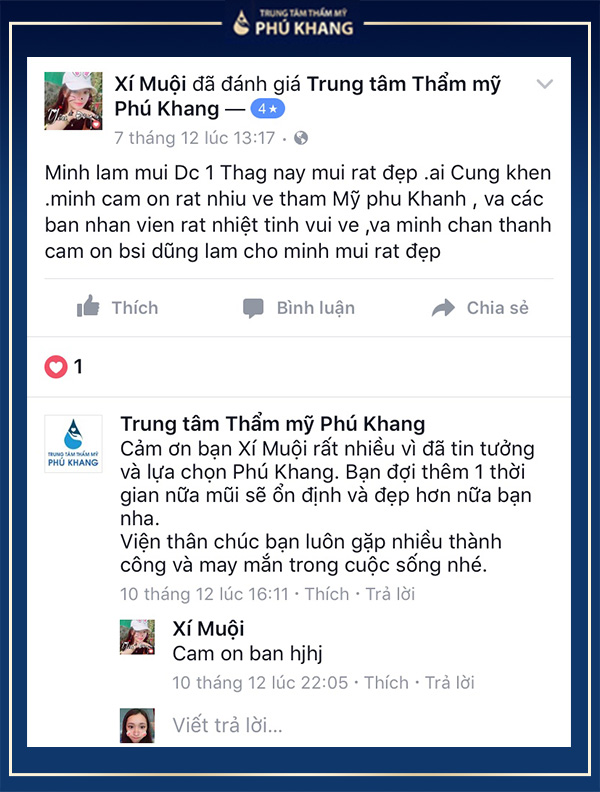 TRUNG TÂM THẨM MỸ
PHÚ KHANG
Xí Muội đã đánh giá Trung tâm Thẩm mỹ
Phú Khang — 4★
7 tháng 12 lúc 13:17 ·
Minh lam mui Dc 1 Thag nay mui rat đẹp .ai Cung khen
.minh cam on rat nhiu ve tham Mỹ phu Khanh , va các
ban nhan vien rat nhiệt tinh vui ve ,va minh chan thanh
cam on bsi dũng lam cho minh mui rat đẹp
Thích Bình luận Chia sẻ
1
TRUNG TÂM THẨM MỸ
PHÚ KHANG
Trung tâm Thẩm mỹ Phú Khang
Cảm ơn bạn Xí Muội rất nhiều vì đã tin tưởng
và lựa chọn Phú Khang. Bạn đợi thêm 1 thời
gian nữa mũi sẽ ổn định và đẹp hơn nữa bạn
nha.
Viện thân chúc bạn luôn gặp nhiều thành
công và may mắn trong cuộc sống nhé.
10 tháng 12 lúc 16:11 · Thích · Trả lời
Xí Muội
Cam on ban hjhj
10 tháng 12 lúc 22:05 · Thích · Trả lời
Viết trả lời...